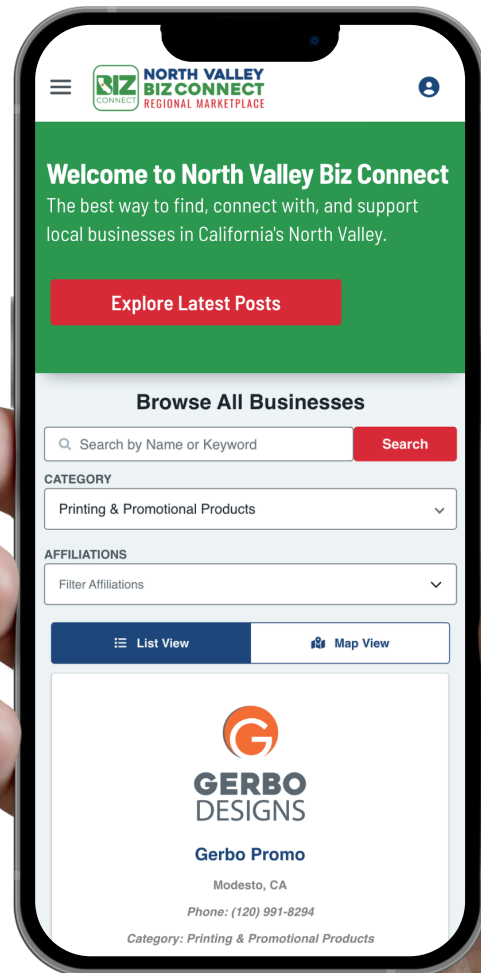 BIZ
CONNECT
NORTH VALLEY
BIZ CONNECT
REGIONAL MARKETPLACE
Welcome to North Valley Biz Connect
The best way to find, connect with, and support
local businesses in California's North Valley.
Explore Latest Posts
Browse All Businesses
Search by Name or Keyword
Search
CATEGORY
Printing & Promotional Products
AFFILIATIONS
Filter Affiliations
List View
Map View
G
GERBO
DESIGNS
Gerbo Promo
Modesto, CA
Phone: (120) 991-8294
Category: Printing & Promotional Products